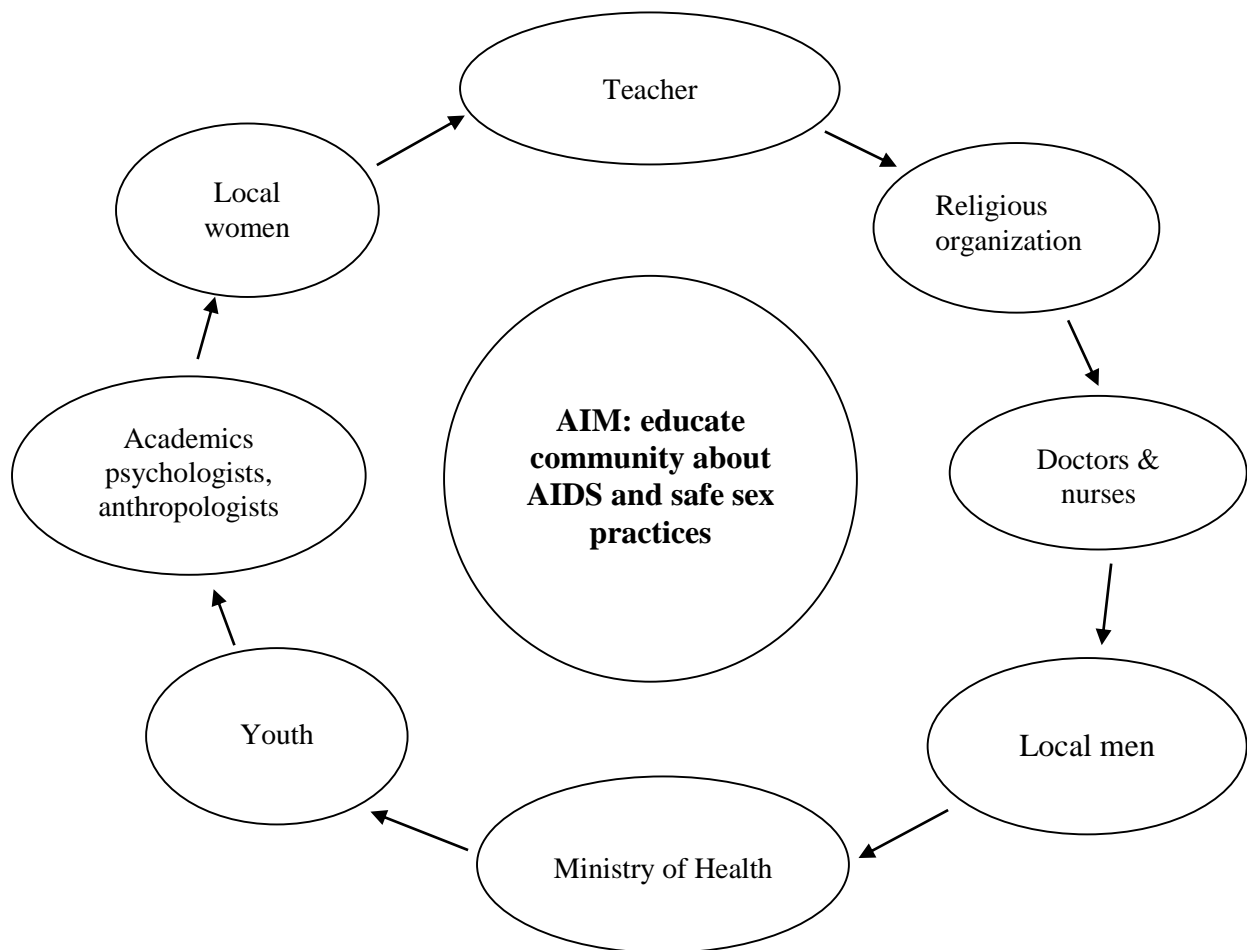 Teacher
Local
women
Religious
organization
AIM: educate
community about
AIDS and safe sex
practices
Academics
psychologists,
anthropologists
Doctors &
nurses
Youth
Local men
Ministry of Health